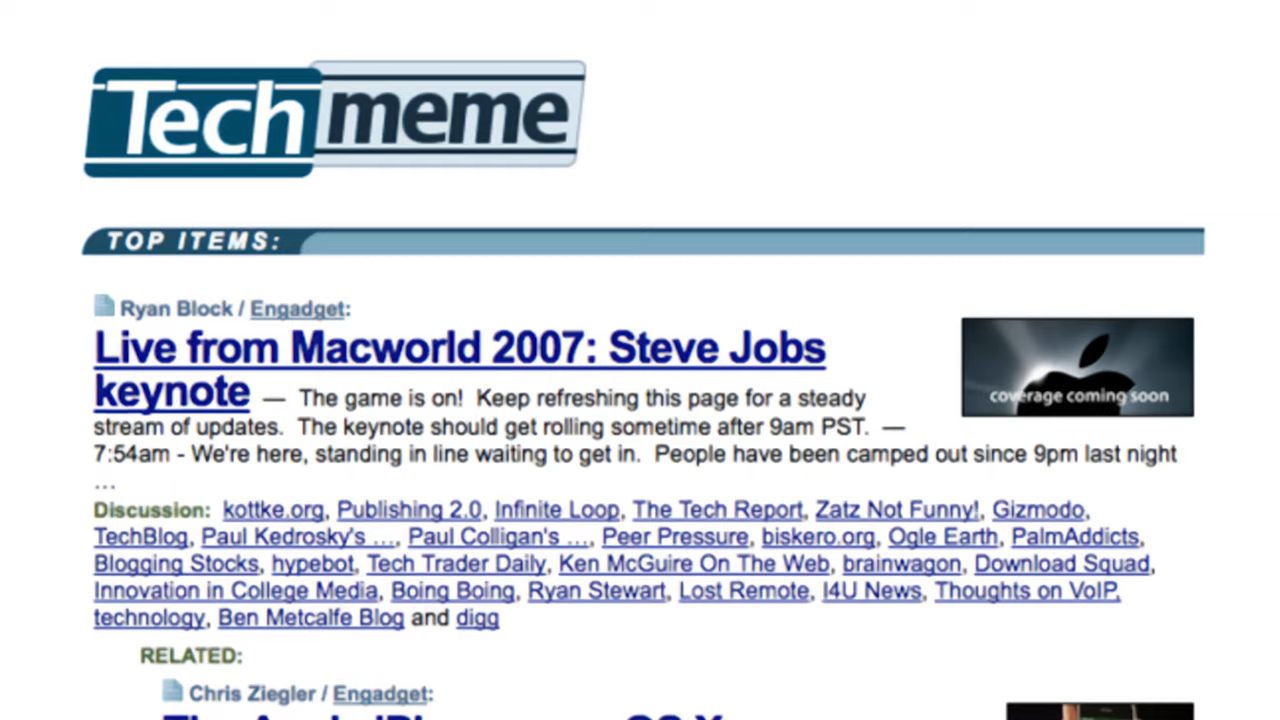 Techmeme
TOP ITEMS:
Ryan Block / Engadget:
Live from Macworld 2007: Steve Jobs
keynote — The game is on!  Keep refreshing this page for a steady
stream of updates.  The keynote should get rolling sometime after 9am PST.  —
7:54am - We're here, standing in line waiting to get in.  People have been camped out since 9pm last night
...
coverage coming soon
Discussion:  kottke.org, Publishing 2.0, Infinite Loop, The Tech Report, Zatz Not Funny!, Gizmodo,
TechBlog, Paul Kedrosky's ..., Paul Colligan's ..., Peer Pressure, biskero.org, Ogle Earth, PalmAddicts,
Blogging Stocks, hypebot, Tech Trader Daily, Ken McGuire On The Web, brainwagon, Download Squad,
Innovation in College Media, Boing Boing, Ryan Stewart, Lost Remote, I4U News, Thoughts on VoIP,
technology, Ben Metcalfe Blog and digg
RELATED:
Chris Ziegler / Engadget: